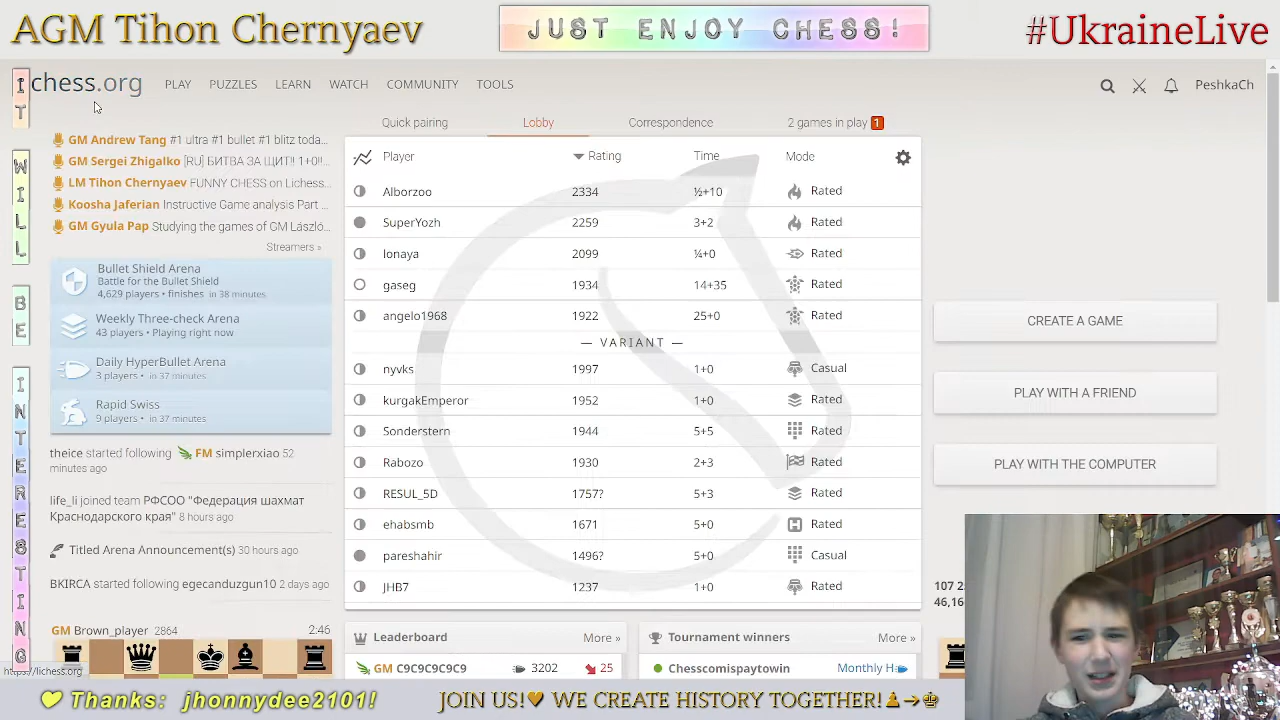 AGM Tihon Chernyaev
JUST ENJOY CHESS!
#UkraineLive
IT WILL BE INTERESTING
lichess.org
PLAY
PUZZLES
LEARN
WATCH
COMMUNITY
TOOLS
PeshkaCh
GM Andrew Tang #1 ultra #1 bullet #1 blitz toda...
GM Sergei Zhigalko [RU] БИТВА ЗА ЩИТ! 1+0!...
LM Tihon Chernyaev FUNNY CHESS on Lichess...
Koosha Jaferian Instructive Game analysis Part ...
GM Gyula Pap Studying the games of GM László...
Streamers »
Bullet Shield Arena
Battle for the Bullet Shield
4,629 players • finishes in 38 minutes
Weekly Three-check Arena
43 players • Playing right now
Daily HyperBullet Arena
3 players • in 37 minutes
Rapid Swiss
9 players • in 37 minutes
theice started following FM simplerxiao 52
minutes ago
life_li joined team РФСОО "Федерация шахмат
Краснодарского края" 8 hours ago
Titled Arena Announcement(s) 30 hours ago
BKIRCA started following egecanduzgun10 2 days ago
GM Brown_player 2864 2:46
https://lichess.org
Quick pairing
Lobby
Correspondence
2 games in play 1
Player Rating Time Mode
Alborzoo 2334 ½+10 Rated
SuperYozh 2259 3+2 Rated
Ionaya 2099 ¼+0 Rated
gaseg 1934 14+35 Rated
angelo1968 1922 25+0 Rated
— VARIANT —
nyvks 1997 1+0 Casual
kurgakEmperor 1952 1+0 Rated
Sonderstern 1944 5+5 Rated
Rabozo 1930 2+3 Rated
RESUL_5D 1757? 5+3 Rated
ehabsmb 1671 5+0 Rated
pareshahir 1496? 5+0 Casual
JHB7 1237 1+0 Rated
Leaderboard More »
GM C9C9C9C9C9 3202 25
Tournament winners More »
Chesscomispaytowin Monthly H
CREATE A GAME
PLAY WITH A FRIEND
PLAY WITH THE COMPUTER
107 2
46,16
Thanks: jhonnydee2101!
JOIN US! WE CREATE HISTORY TOGETHER!